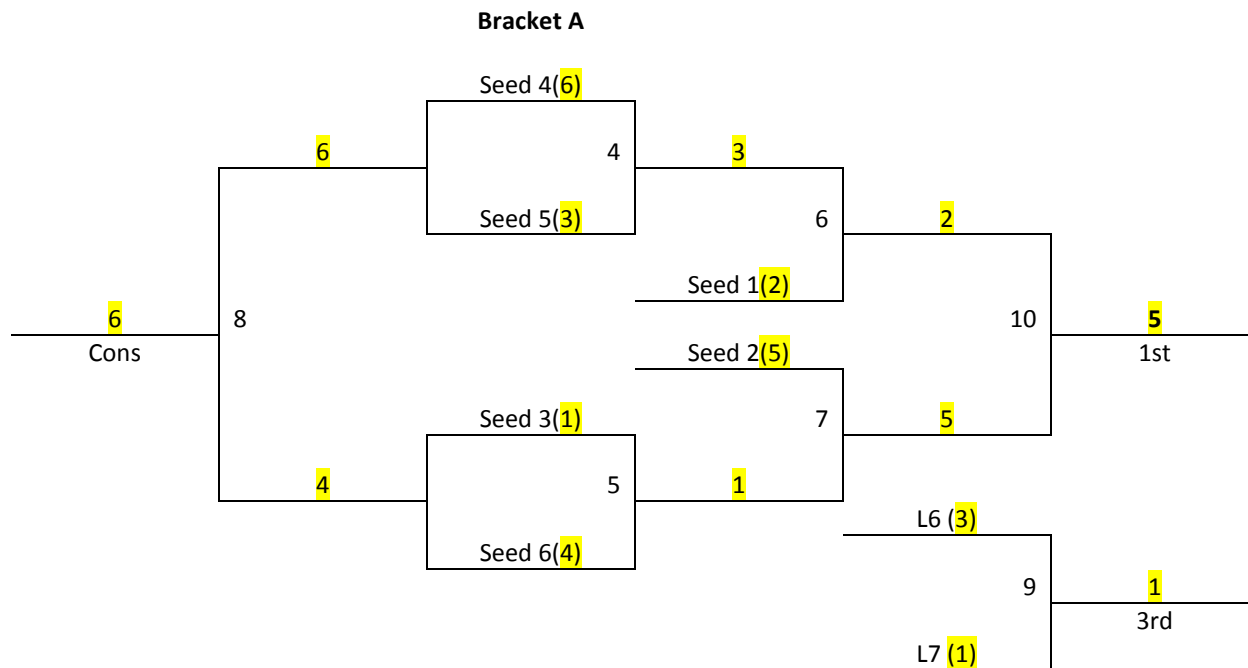 Bracket A
Seed 4(6)
6
4
3
Seed 5(3)
6
2
Seed 1(2)
6
8
10
5
Cons
Seed 2(5)
1st
Seed 3(1)
7
5
4
5
1
L6 (3)
Seed 6(4)
9
1
3rd
L7 (1)